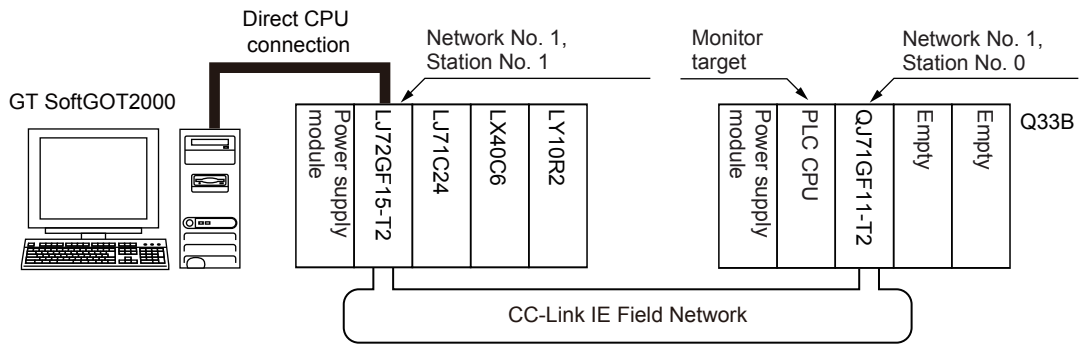 Direct CPU
connection
Network No. 1,
Station No. 1
Monitor
target
Network No. 1,
Station No. 0
GT SoftGOT2000
Power supply
module
LJ72GF15-T2
LJ71C24
LX40C6
LY10R2
Power supply
module
PLC CPU
QJ71GF11-T2
Empty
Empty
Q33B
CC-Link IE Field Network